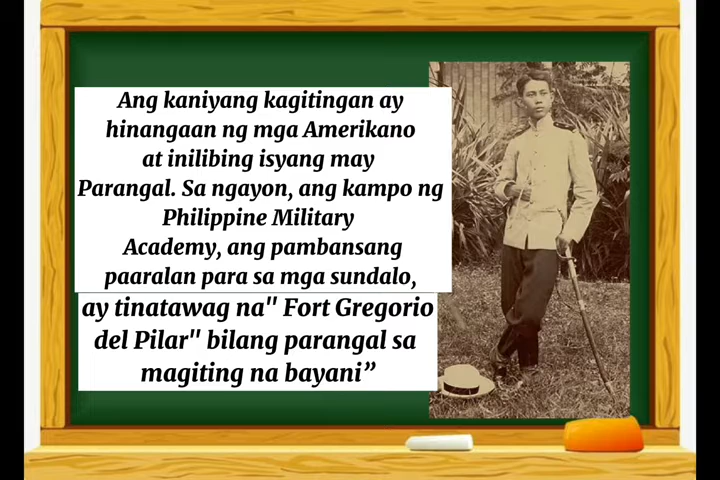 Ang kaniyang kagitingan ay
hinangaan ng mga Amerikano
at inilibing isyang may
Parangal. Sa ngayon, ang kampo ng
Philippine Military
Academy, ang pambansang
paaralan para sa mga sundalo,
ay tinatawag na" Fort Gregorio
del Pilar" bilang parangal sa
magiting na bayani”